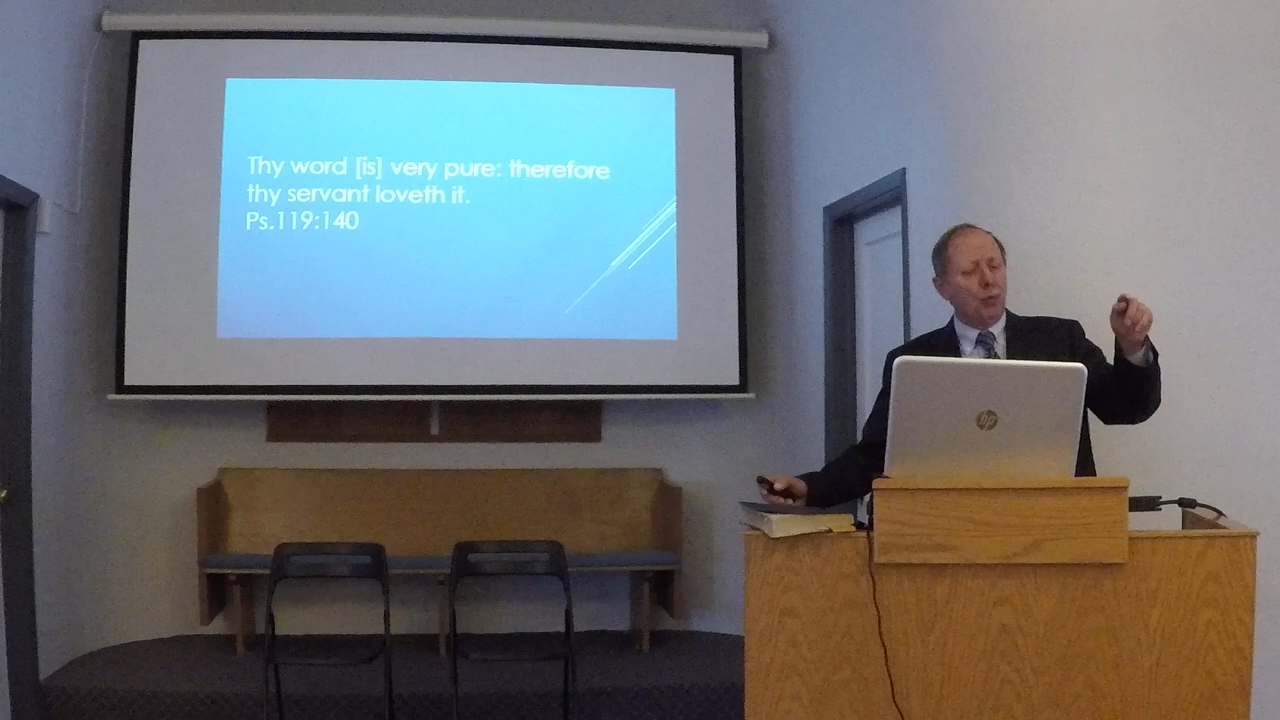 Thy word [is] very pure: therefore
thy servant loveth it.
Ps.119:140
hp